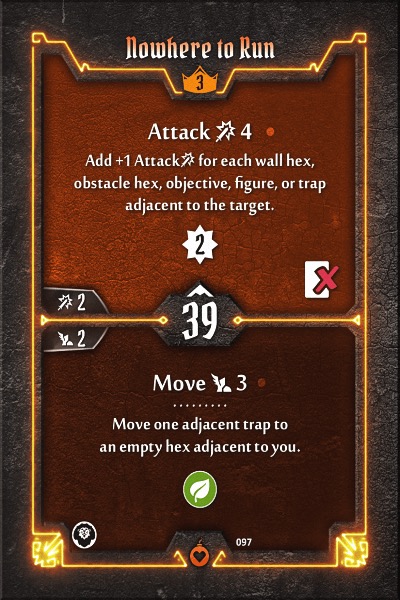 Nowhere to Run
3
Attack 4
Add +1 Attack for each wall hex,
obstacle hex, objective, figure, or trap
adjacent to the target.
2
2
39
2
Move 3
Move one adjacent trap to
an empty hex adjacent to you.
097